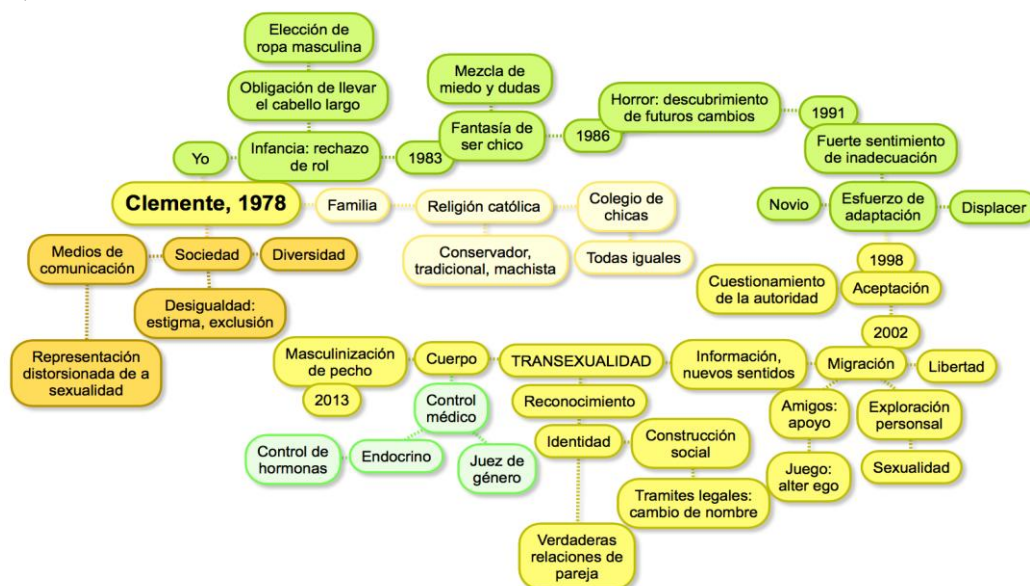 Elección de
ropa masculina
Obligación de llevar
el cabello largo
Mezcla de
miedo y dudas
Horror: descubrimiento
de futuros cambios
1991
Yo
Infancia: rechazo
de rol
1983
Fantasía de
ser chico
1986
Fuerte sentimiento
de inadecuación
Clemente, 1978
Familia
Religión católica
Colegio de
chicas
Novio
Esfuerzo de
adaptación
Displacer
Medios de
comunicación
Sociedad
Diversidad
Conservador,
tradicional, machista
Todas iguales
1998
Cuestionamiento
de la autoridad
Aceptación
Desigualdad:
estigma, exclusión
2002
Representación
distorsionada de a
sexualidad
Masculinización
de pecho
2013
Cuerpo
TRANSEXUALIDAD
Información,
nuevos sentidos
Migración
Libertad
Control
médico
Reconocimiento
Amigos:
apoyo
Exploración
personsal
Control de
hormonas
Endocrino
Juez de
género
Identidad
Construcción
social
Juego:
alter ego
Sexualidad
Tramites legales:
cambio de nombre
Verdaderas
relaciones de
pareja